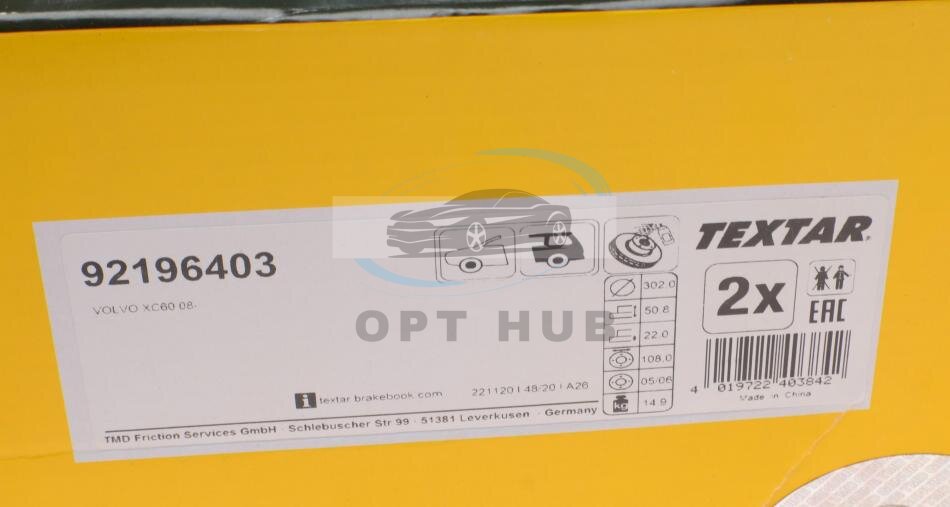 TEXTAR
92196403
VOLVO XC60 08-
302.0
50.8
22.0
108.0
05/06
kg 14.9
2x
EAC
4 019722 403842
Made in China
i textar brakebook.com
221120 | 48/20 | A26
TMD Friction Services GmbH · Schlebuscher Str 99 · 51381 Leverkusen · Germany
OPT HUB